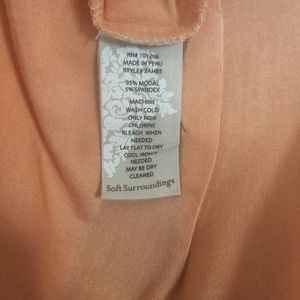 RN# 101206
MADE IN PERU
STYLE# 2AH85
95% MODAL
5% SPANDEX
MACHINE
WASH COLD
ONLY NON
CHLORINE
BLEACH WHEN
NEEDED
LAY FLAT TO DRY
COOL IRON IF
NEEDED
MAY BE DRY
CLEANED
Soft Surroundings